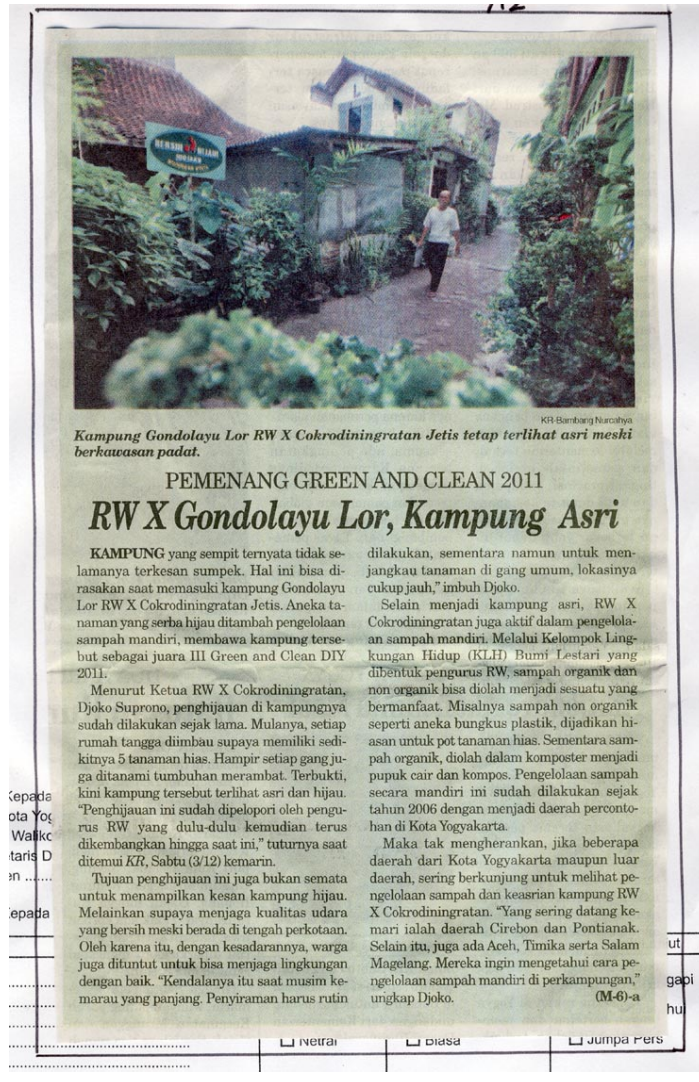 BERSIH HIJAU
KR-Bambang Nurcahya
Kampung Gondolayu Lor RW X Cokrodiningratan Jetis tetap terlihat asri meski
berkawasan padat.
PEMENANG GREEN AND CLEAN 2011
RW X Gondolayu Lor, Kampung Asri
KAMPUNG yang sempit ternyata tidak se-
lamanya terkesan sumpek. Hal ini bisa di-
rasakan saat memasuki kampung Gondolayu
Lor RW X Cokrodiningratan Jetis. Aneka ta-
naman yang serba hijau ditambah pengelolaan
sampah mandiri, membawa kampung terse-
but sebagai juara III Green and Clean DIY
2011.
Menurut Ketua RW X Cokrodiningratan,
Djoko Suprono, penghijauan di kampungnya
sudah dilakukan sejak lama. Mulanya, setiap
rumah tangga diimbau supaya memiliki sedi-
kitnya 5 tanaman hias. Hampir setiap gang ju-
ga ditanami tumbuhan merambat. Terbukti,
kini kampung tersebut terlihat asri dan hijau.
"Penghijauan ini sudah dipelopori oleh pengu-
rus RW yang dulu-dulu kemudian terus
dikembangkan hingga saat ini," tuturnya saat
ditemui KR, Sabtu (3/12) kemarin.
Tujuan penghijauan ini juga bukan semata
untuk menampilkan kesan kampung hijau.
Melainkan supaya menjaga kualitas udara
yang bersih meski berada di tengah perkotaan.
Oleh karena itu, dengan kesadarannya, warga
juga dituntut untuk bisa menjaga lingkungan
dengan baik. "Kendalanya itu saat musim ke-
marau yang panjang. Penyiraman harus rutin
dilakukan, sementara namun untuk men-
jangkau tanaman di gang umum, lokasinya
cukup jauh," imbuh Djoko.
Selain menjadi kampung asri, RW X
Cokrodiningratan juga aktif dalam pengelola-
an sampah mandiri. Melalui Kelompok Ling-
kungan Hidup (KLH) Bumi Lestari yang
dibentuk pengurus RW, sampah organik dan
non organik bisa diolah menjadi sesuatu yang
bermanfaat. Misalnya sampah non organik
seperti aneka bungkus plastik, dijadikan hi-
asan untuk pot tanaman hias. Sementara sam-
pah organik, diolah dalam komposter menjadi
pupuk cair dan kompos. Pengelolaan sampah
secara mandiri ini sudah dilakukan sejak
tahun 2006 dengan menjadi daerah perconto-
han di Kota Yogyakarta.
Maka tak mengherankan, jika beberapa
daerah dari Kota Yogyakarta maupun luar
daerah, sering berkunjung untuk melihat pe-
ngelolaan sampah dan keasrian kampung RW
X Cokrodiningratan. "Yang sering datang ke-
mari ialah daerah Cirebon dan Pontianak.
Selain itu, juga ada Aceh, Timika serta Salam
Magelang. Mereka ingin mengetahui cara pe-
ngelolaan sampah mandiri di perkampungan,"
ungkap Djoko. (M-6)-a
Kepada
ota Yog
Waliko
taris D
en ........
Kepada
ut
gapi
hui
Netral
Biasa
Jumpa Pers